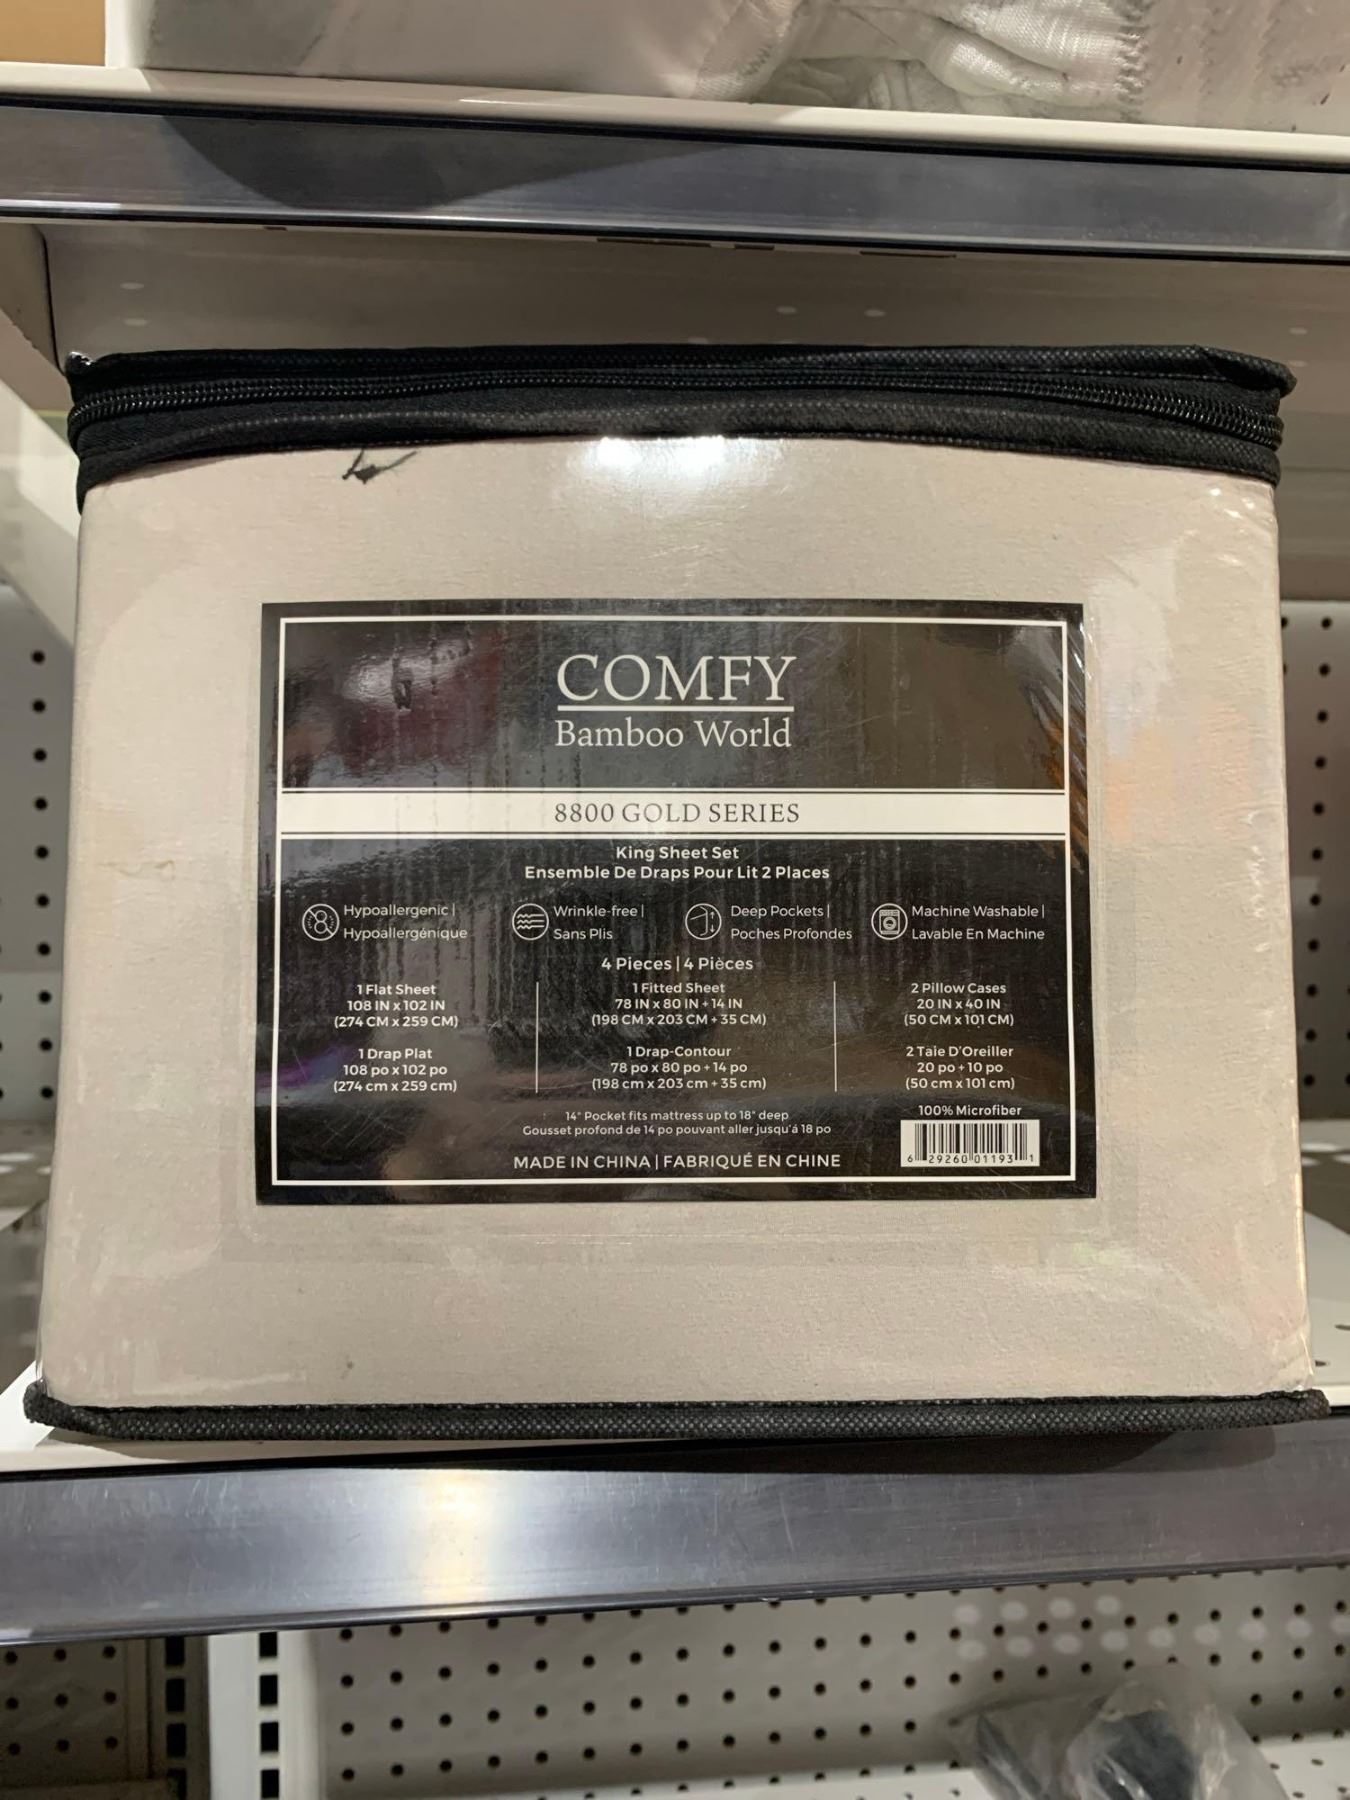 COMFY
Bamboo World
8800 GOLD SERIES
King Sheet Set
Ensemble De Draps Pour Lit 2 Places
Hypoallergenic |
Hypoallergénique
Wrinkle-free |
Sans Plis
Deep Pockets |
Poches Profondes
Machine Washable |
Lavable En Machine
4 Pieces | 4 Pièces
1 Flat Sheet
108 IN x 102 IN
(274 CM x 259 CM)
1 Drap Plat
108 po x 102 po
(274 cm x 259 cm)
1 Fitted Sheet
78 IN x 80 IN + 14 IN
(198 CM x 203 CM + 35 CM)
1 Drap-Contour
78 po x 80 po + 14 po
(198 cm x 203 cm + 35 cm)
2 Pillow Cases
20 IN x 40 IN
(50 CM x 101 CM)
2 Taie D'Oreiller
20 po + 10 po
(50 cm x 101 cm)
14" Pocket fits mattress up to 18" deep
Gousset profond de 14 po pouvant aller jusqu'á 18 po
MADE IN CHINA | FABRIQUÉ EN CHINE
100% Microfiber
6 29260 01193 1